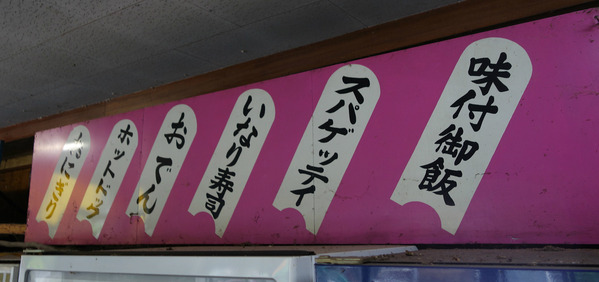 おにぎり
ホットドッグ
おでん
いなり寿司
スパゲッティ
味付御飯